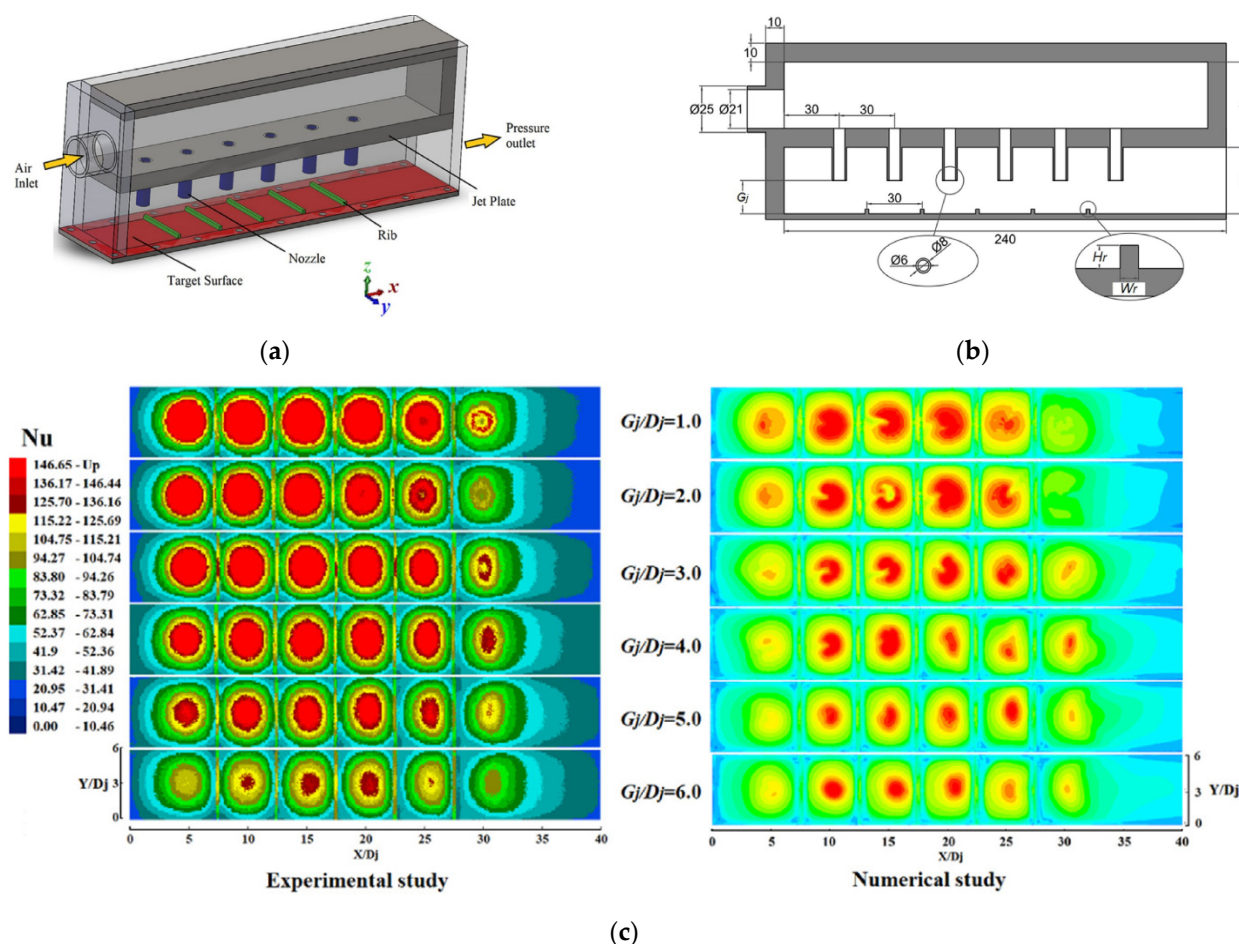 Air
Inlet
Pressure
outlet
Jet Plate
Rib
Nozzle
Target Surface
z
x
y
(a)
10
10
Ø25
Ø21
30
30
Gj
30
240
Ø6
Ø8
Hr
Wr
(b)
Nu
146.65 - Up
136.17 - 146.44
125.70 - 136.16
115.22 - 125.69
104.75 - 115.21
94.27 - 104.74
83.80 - 94.26
73.32 - 83.79
62.85 - 73.31
52.37 - 62.84
41.9 - 52.36
31.42 - 41.89
20.95 - 31.41
10.47 - 20.94
0.00 - 10.46
Gj/Dj=1.0
Gj/Dj=2.0
Gj/Dj=3.0
Gj/Dj=4.0
Gj/Dj=5.0
Gj/Dj=6.0
6
Y/Dj 3
0
0 5 10 15 20 25 30 35 40
X/Dj
Experimental study
6
3 Y/Dj
0
0 5 10 15 20 25 30 35 40
X/Dj
Numerical study
(c)